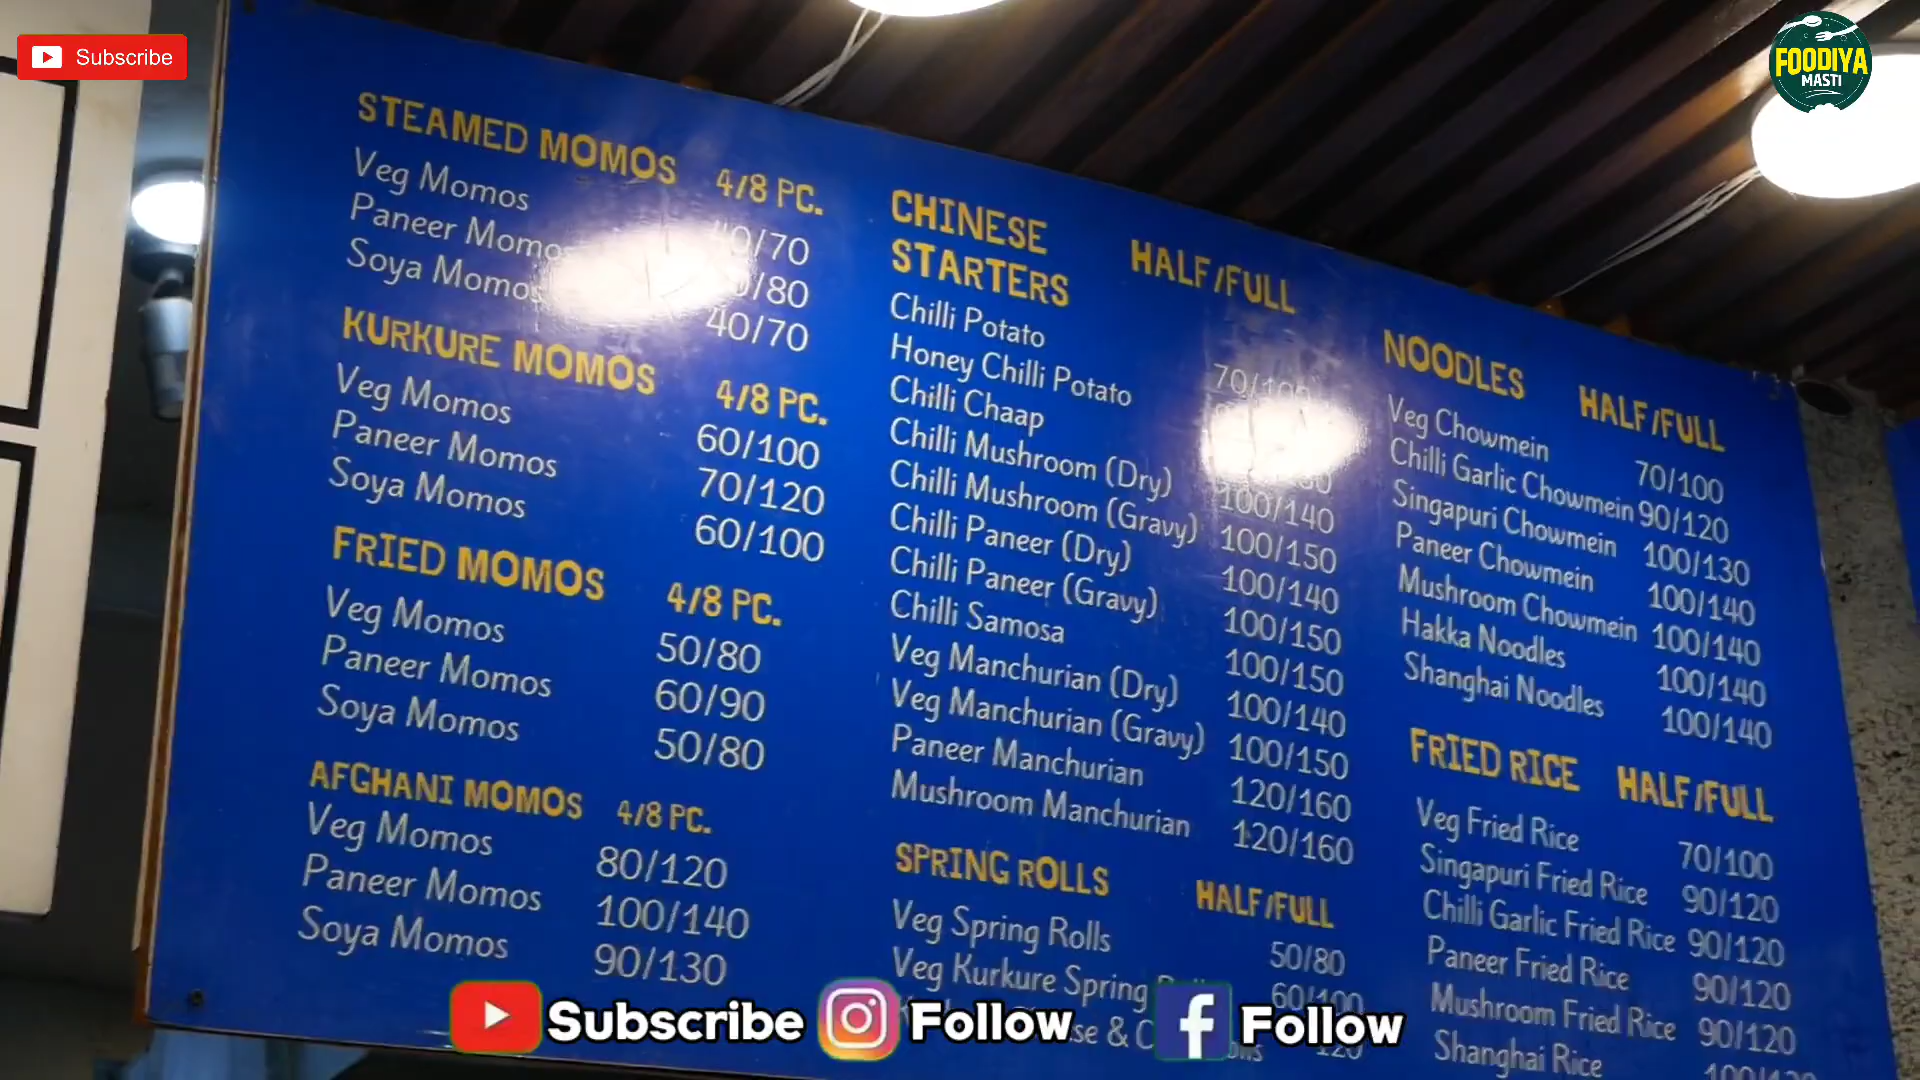 Subscribe
FOODIYA
MASTI
STEAMED MOMOS 4/8 PC.
Veg Momos 40/70
Paneer Momos /80
Soya Momos 40/70
KURKURE MOMOS 4/8 PC.
Veg Momos 60/100
Paneer Momos 70/120
Soya Momos 60/100
FRIED MOMOS 4/8 PC.
Veg Momos 50/80
Paneer Momos 60/90
Soya Momos 50/80
AFGHANI MOMOS 4/8 PC.
Veg Momos 80/120
Paneer Momos 100/140
Soya Momos 90/130
CHINESE
STARTERS HALF/FULL
Chilli Potato 70/100
Honey Chilli Potato
Chilli Chaap
Chilli Mushroom (Dry) 100/140
Chilli Mushroom (Gravy) 100/150
Chilli Paneer (Dry) 100/140
Chilli Paneer (Gravy) 100/150
Chilli Samosa 100/150
Veg Manchurian (Dry) 100/140
Veg Manchurian (Gravy) 100/150
Paneer Manchurian 120/160
Mushroom Manchurian 120/160
SPRING ROLLS HALF/FULL
Veg Spring Rolls 50/80
Veg Kurkure Spring 60/100
120
NOODLES HALF/FULL
Veg Chowmein 70/100
Chilli Garlic Chowmein 90/120
Singapuri Chowmein 100/130
Paneer Chowmein 100/140
Mushroom Chowmein 100/140
Hakka Noodles 100/140
Shanghai Noodles 100/140
FRIED RICE HALF/FULL
Veg Fried Rice 70/100
Singapuri Fried Rice 90/120
Chilli Garlic Fried Rice 90/120
Paneer Fried Rice 90/120
Mushroom Fried Rice 90/120
Shanghai Rice
Subscribe Follow Follow